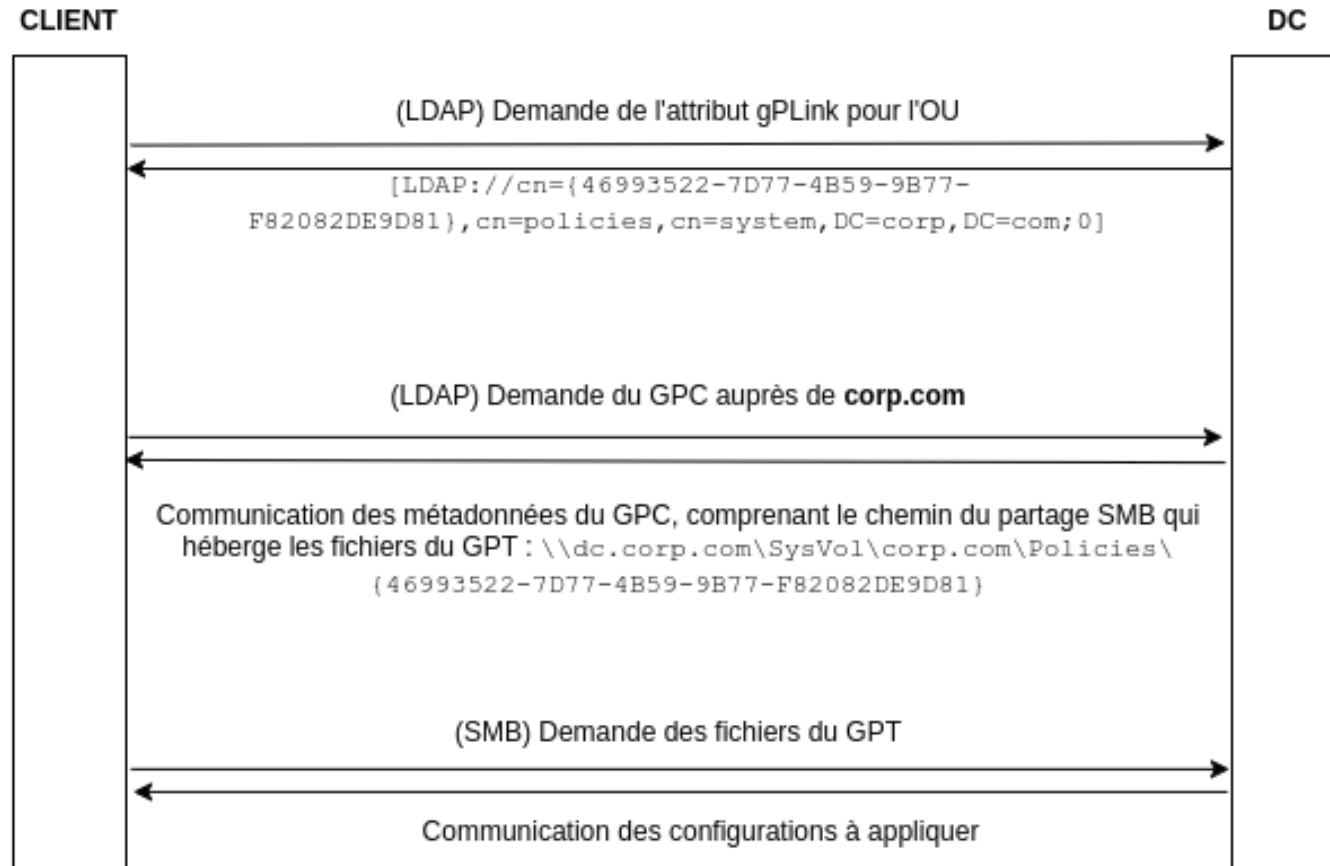 CLIENT
DC
(LDAP) Demande de l'attribut gPLink pour l'OU
[LDAP://cn={46993522-7D77-4B59-9B77-
F82082DE9D81},cn=policies,cn=system,DC=corp,DC=com;0]
(LDAP) Demande du GPC auprès de corp.com
Communication des métadonnées du GPC, comprenant le chemin du partage SMB qui
héberge les fichiers du GPT : \\dc.corp.com\SysVol\corp.com\Policies\
{46993522-7D77-4B59-9B77-F82082DE9D81}
(SMB) Demande des fichiers du GPT
Communication des configurations à appliquer